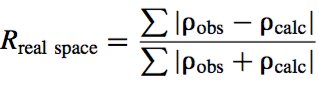 R_real space = ∑ |ρ_obs − ρ_calc| / ∑ |ρ_obs + ρ_calc|